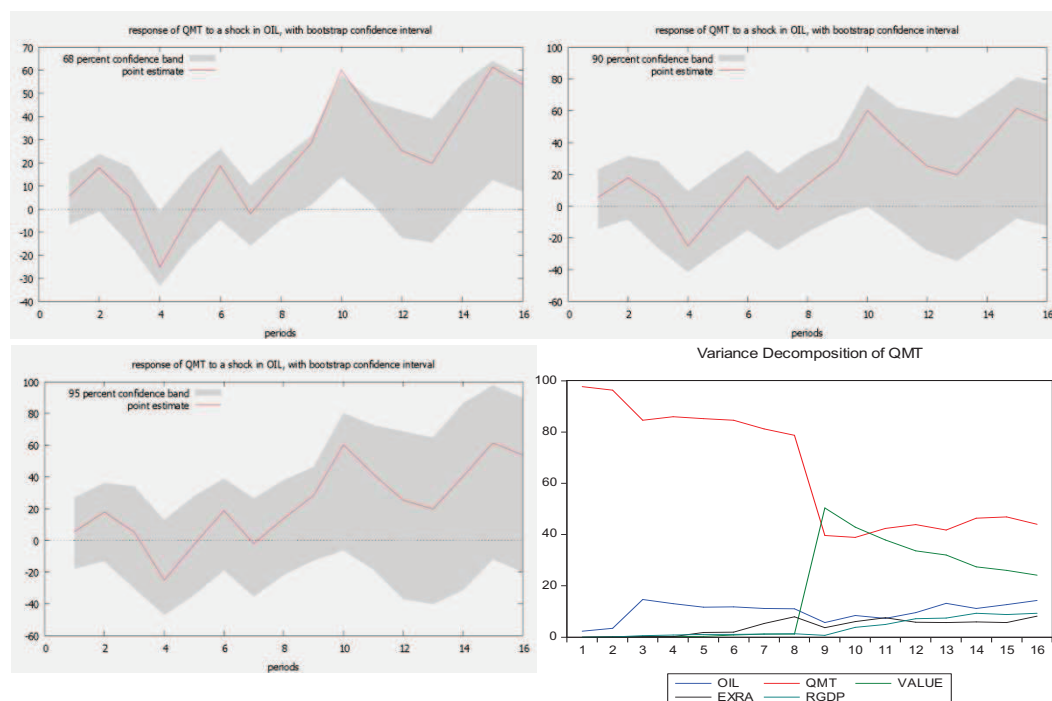 response of QMT to a shock in OIL, with bootstrap confidence interval
70
60
50
40
30
20
10
0
-10
-20
-30
-40
68 percent confidence band
point estimate
0 2 4 6 8 10 12 14 16
periods
response of QMT to a shock in OIL, with bootstrap confidence interval
100
80
60
40
20
0
-20
-40
-60
90 percent confidence band
point estimate
0 2 4 6 8 10 12 14 16
periods
response of QMT to a shock in OIL, with bootstrap confidence interval
100
80
60
40
20
0
-20
-40
-60
95 percent confidence band
point estimate
0 2 4 6 8 10 12 14 16
periods
Variance Decomposition of QMT
100
80
60
40
20
0
1 2 3 4 5 6 7 8 9 10 11 12 13 14 15 16
OIL QMT VALUE
EXRA RGDP